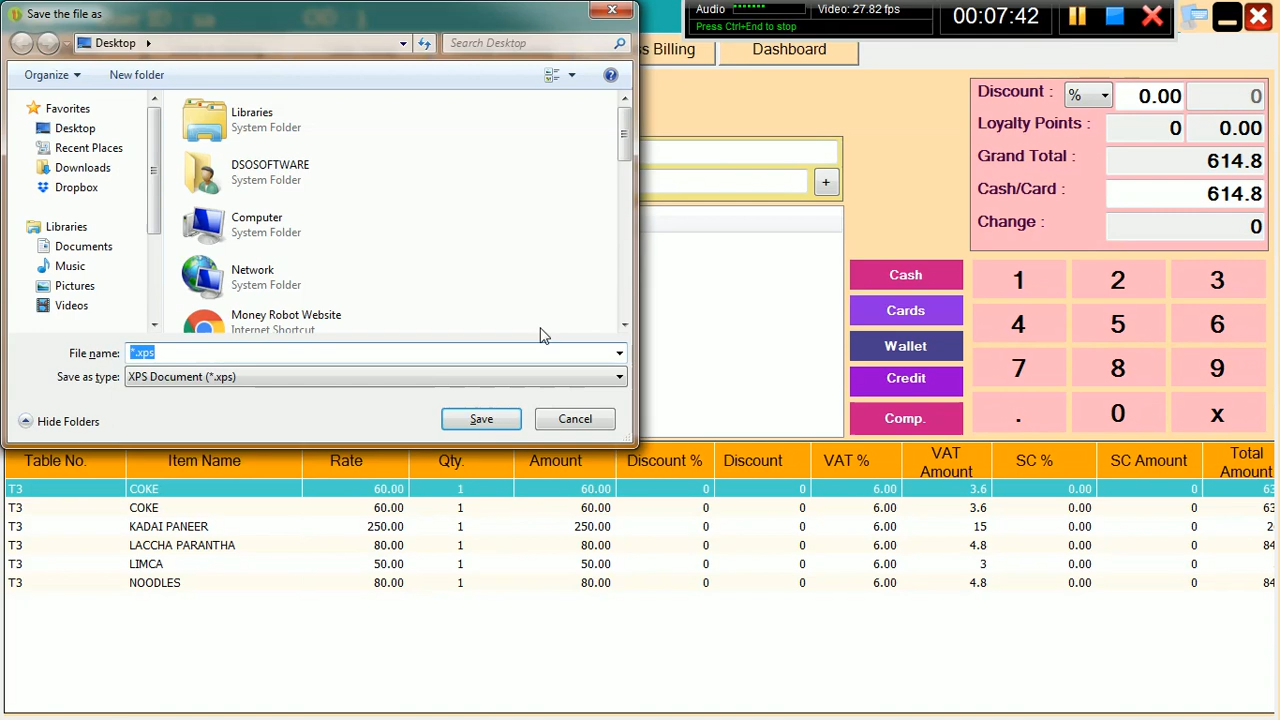 Save the file as
Audio
Video: 27.82 fps
Press Ctrl+End to stop
00:07:42
Desktop
Search Desktop
s Billing
Dashboard
Organize
New folder
Favorites
Desktop
Recent Places
Downloads
Dropbox
Libraries
Documents
Music
Pictures
Videos
Libraries
System Folder
DSOSOFTWARE
System Folder
Computer
System Folder
Network
System Folder
Money Robot Website
Internet Shortcut
File name: *.xps
Save as type: XPS Document (*.xps)
Hide Folders
Save
Cancel
+
Discount : % 0.00 0
Loyalty Points : 0 0.00
Grand Total : 614.8
Cash/Card : 614.8
Change : 0
Cash
Cards
Wallet
Credit
Comp.
1 2 3
4 5 6
7 8 9
. 0 x
Table No. Item Name Rate Qty. Amount Discount % Discount VAT % VAT Amount SC % SC Amount Total Amount
T3 COKE 60.00 1 60.00 0 0 6.00 3.6 0.00 0 63
T3 COKE 60.00 1 60.00 0 0 6.00 3.6 0.00 0 63
T3 KADAI PANEER 250.00 1 250.00 0 0 6.00 15 0.00 0 2
T3 LACCHA PARANTHA 80.00 1 80.00 0 0 6.00 4.8 0.00 0 84
T3 LIMCA 50.00 1 50.00 0 0 6.00 3 0.00 0
T3 NOODLES 80.00 1 80.00 0 0 6.00 4.8 0.00 0 84